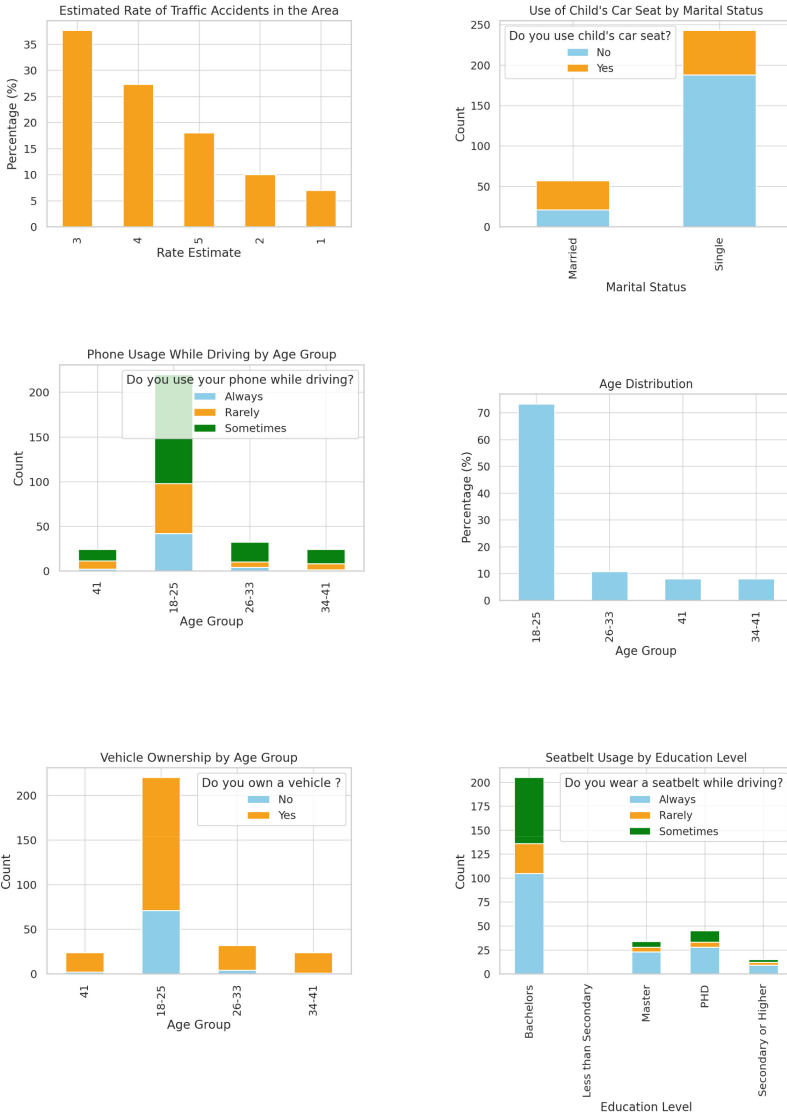 Estimated Rate of Traffic Accidents in the Area
Percentage (%)
35
30
25
20
15
10
5
0
3
4
5
2
1
Rate Estimate
Use of Child's Car Seat by Marital Status
Do you use child's car seat?
No
Yes
Count
250
200
150
100
50
0
Married
Single
Marital Status
Phone Usage While Driving by Age Group
Do you use your phone while driving?
Always
Rarely
Sometimes
Count
200
150
100
50
0
41
18-25
26-33
34-41
Age Group
Age Distribution
Percentage (%)
70
60
50
40
30
20
10
0
18-25
26-33
41
34-41
Age Group
Vehicle Ownership by Age Group
Do you own a vehicle ?
No
Yes
Count
200
150
100
50
0
41
18-25
26-33
34-41
Age Group
Seatbelt Usage by Education Level
Do you wear a seatbelt while driving?
Always
Rarely
Sometimes
Count
200
175
150
125
100
75
50
25
0
Bachelors
Less than Secondary
Master
PHD
Secondary or Higher
Education Level